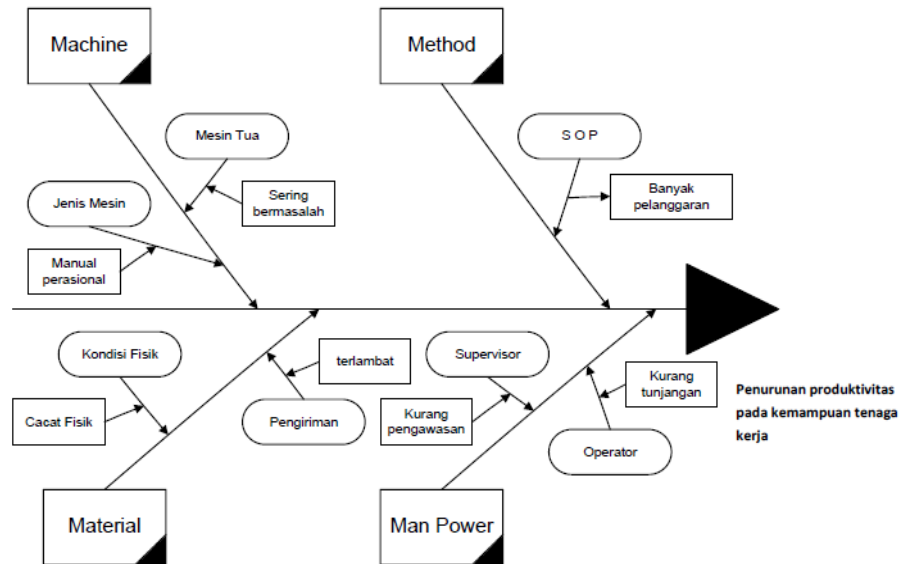 Machine
Method
Mesin Tua
S O P
Sering
bermasalah
Banyak
pelanggaran
Jenis Mesin
Manual
perasional
Kondisi Fisik
terlambat
Supervisor
Kurang
tunjangan
Penurunan produktivitas
pada kemampuan tenaga
kerja
Cacat Fisik
Pengiriman
Kurang
pengawasan
Operator
Material
Man Power